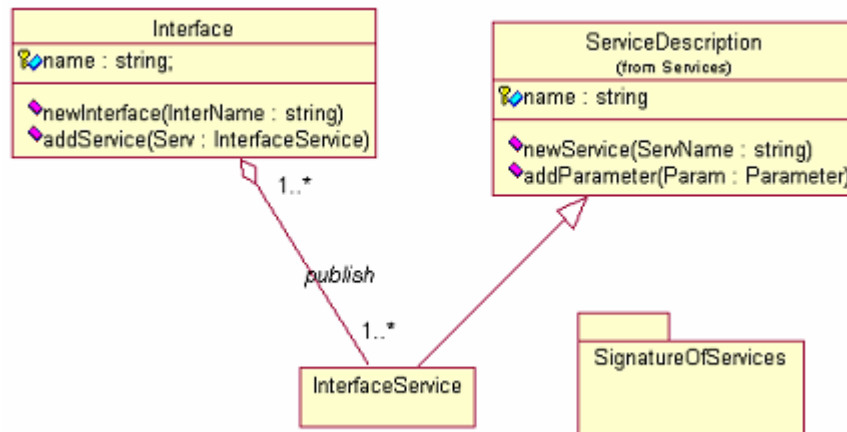 Interface
name : string;
newInterface(InterName : string)
addService(Serv : InterfaceService)
ServiceDescription
(from Services)
name : string
newService(ServName : string)
addParameter(Param : Parameter)
1..*
publish
1..*
InterfaceService
SignatureOfServices